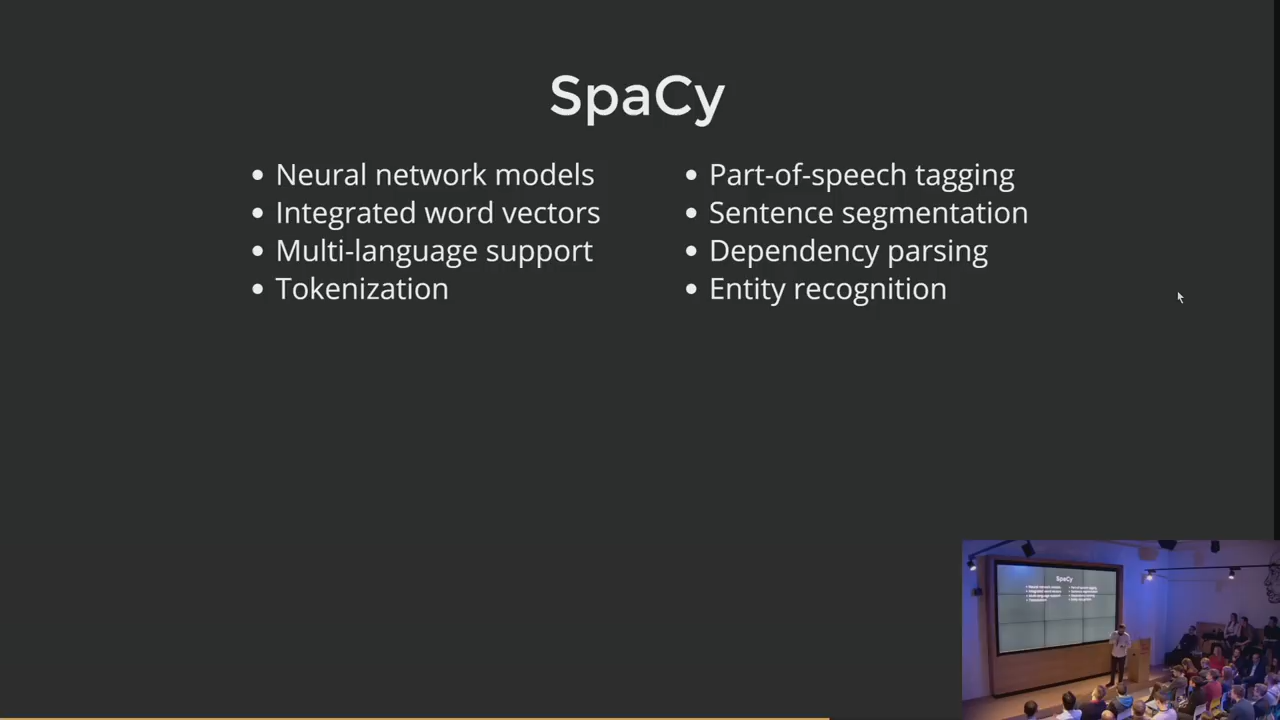 SpaCy
Neural network models
Integrated word vectors
Multi-language support
Tokenization
Part-of-speech tagging
Sentence segmentation
Dependency parsing
Entity recognition
SpaCy